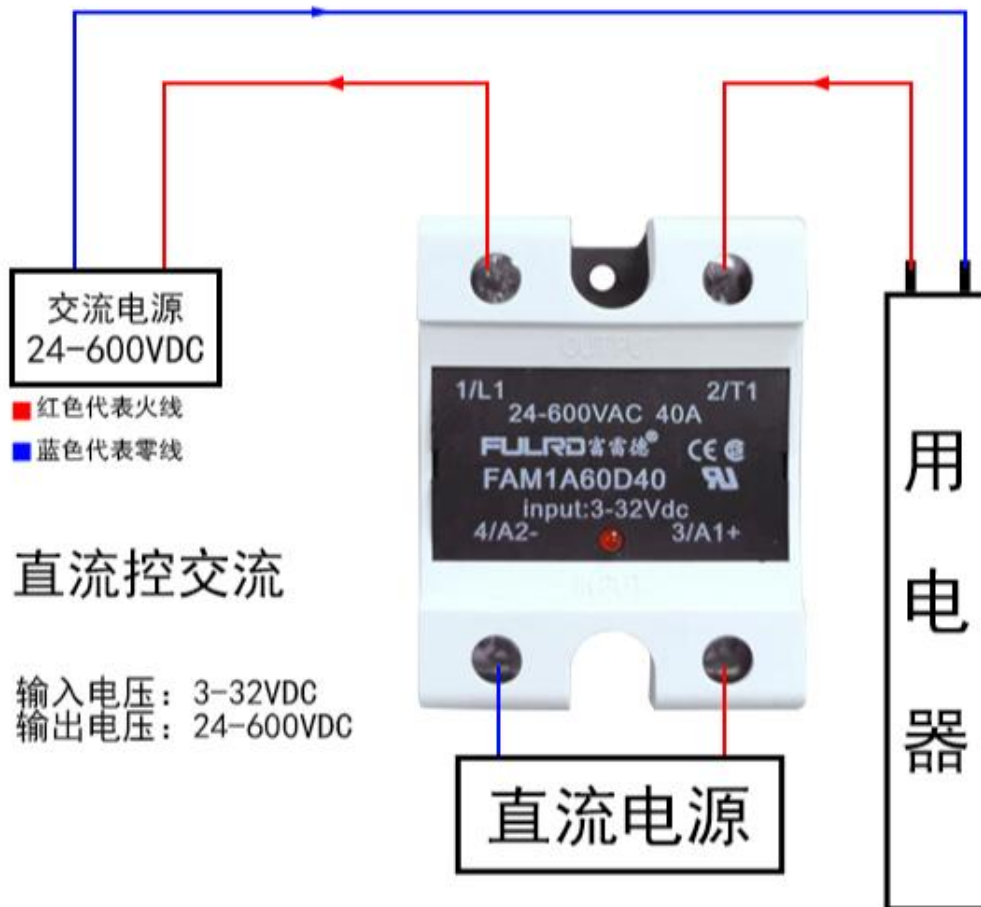 交流电源
24-600VDC
红色代表火线
蓝色代表零线
OUTPUT
1/L1 2/T1
24-600VAC 40A
FULRD富雷德®
CE
FAM1A60D40
input:3-32Vdc
4/A2- 3/A1+
INPUT
直流控交流
输入电压：3-32VDC
输出电压：24-600VDC
直流电源
用电器